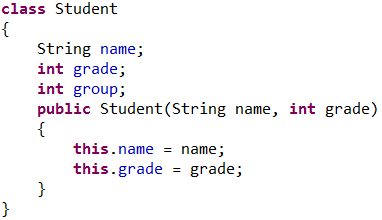 class Student
{
    String name;
    int grade;
    int group;
    public Student(String name, int grade)
    {
        this.name = name;
        this.grade = grade;
    }
}